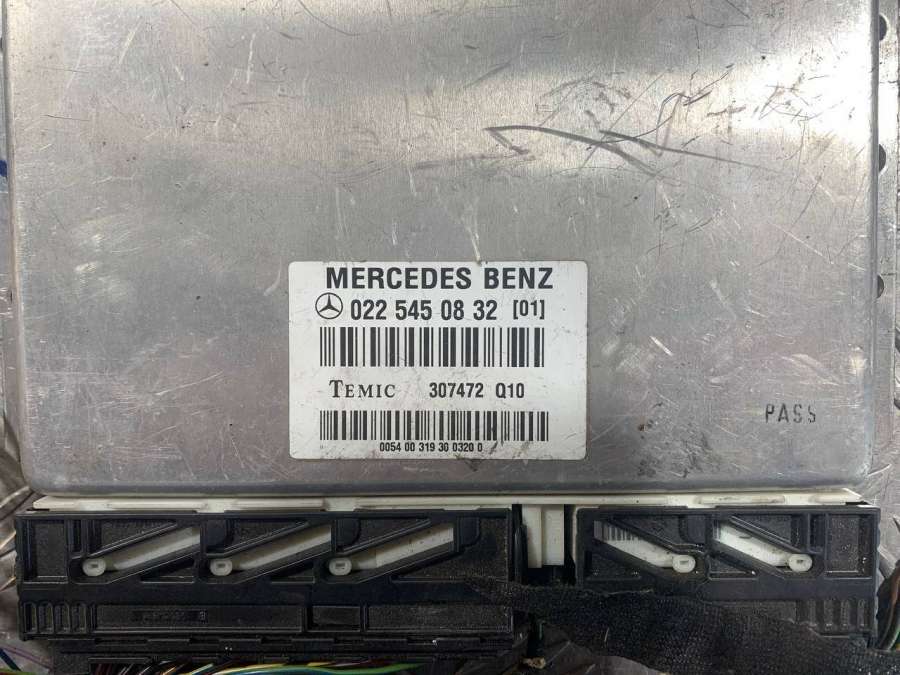 MERCEDES BENZ
022 545 08 32 [01]
TEMIC 307472 Q10
0054 00 319 30 0320 0
PASS